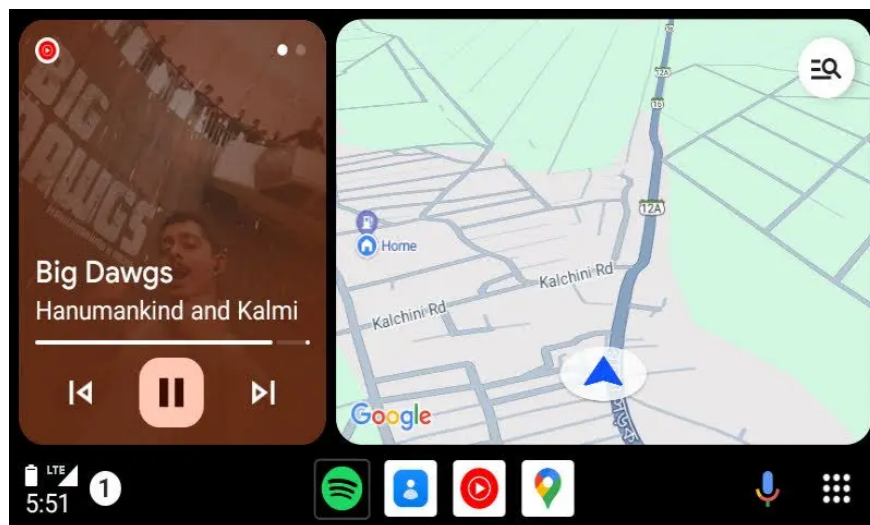 BIG
DAWGS
Big Dawgs
Hanumankind and Kalmi
12A
12A
Home
Kalchini Rd
Kalchini Rd
Google
LTE
5:51
1